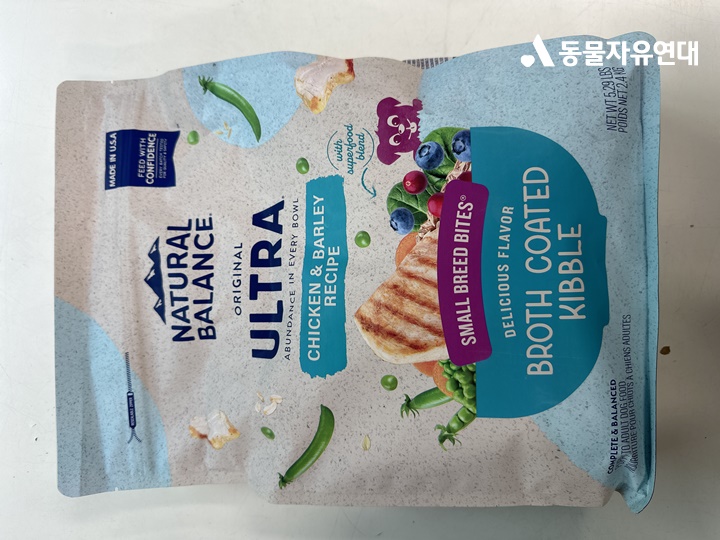 동물자유연대
MADE IN U.S.A
FEED WITH
CONFIDENCE
NATURAL
BALANCE
ORIGINAL
ULTRA
ABUNDANCE IN EVERY BOWL
CHICKEN & BARLEY
RECIPE
with
superfood
blend
SMALL BREED BITES®
DELICIOUS FLAVOR
BROTH COATED
KIBBLE
COMPLETE & BALANCED
ADULT DOG FOOD
NOURRITURE POUR CHIOTS À CHIENS ADULTES
NET WT 5.29 LBS
POIDS NET 2.4 KG